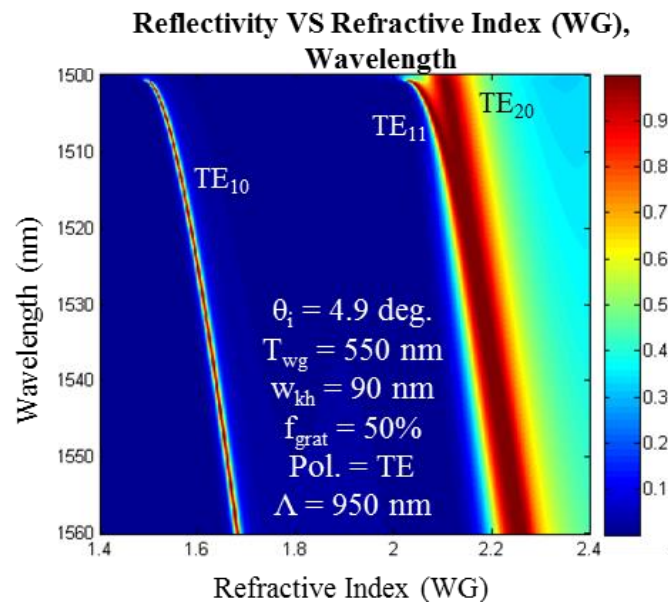 Reflectivity VS Refractive Index (WG),
Wavelength
1500
1510
1520
1530
1540
1550
1560
Wavelength (nm)
TE₁₀
TE₁₁
TE₂₀
θᵢ = 4.9 deg.
T_wg = 550 nm
w_kh = 90 nm
f_grat = 50%
Pol. = TE
Λ = 950 nm
1.4
1.6
1.8
2
2.2
2.4
Refractive Index (WG)
0.9
0.8
0.7
0.6
0.5
0.4
0.3
0.2
0.1